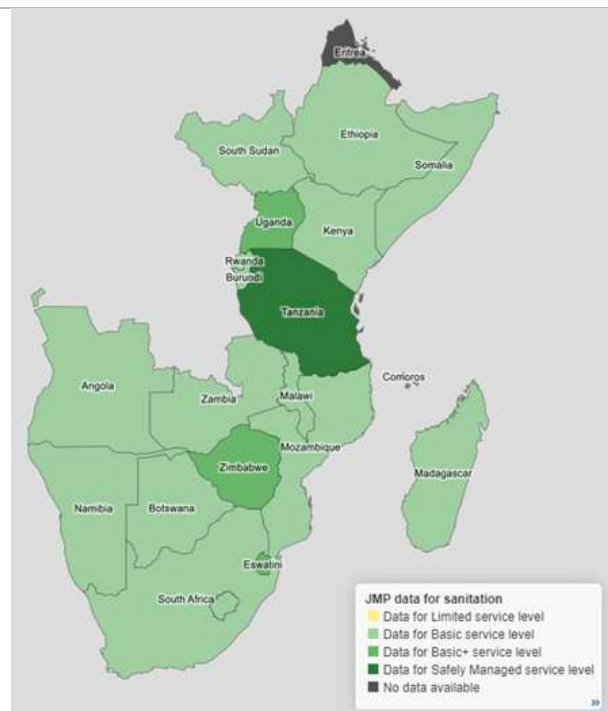 Eritrea
Ethiopia
South Sudan
Somalia
Uganda
Kenya
Rwanda
Burundi
Tanzania
Comoros
Angola
Zambia
Malawi
Mozambique
Zimbabwe
Madagascar
Namibia
Botswana
Eswatini
South Africa
JMP data for sanitation
Data for Limited service level
Data for Basic service level
Data for Basic+ service level
Data for Safely Managed service level
No data available
»